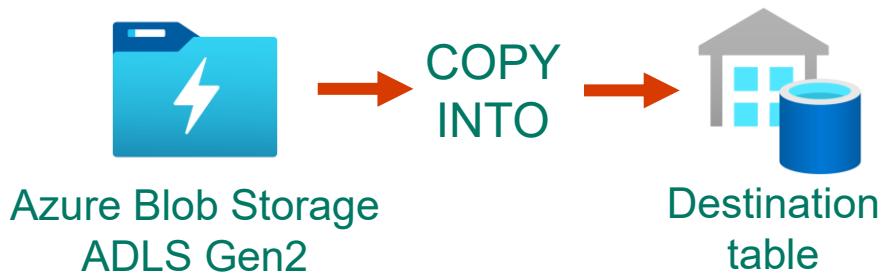 COPY
INTO
Azure Blob Storage
ADLS Gen2
Destination
table